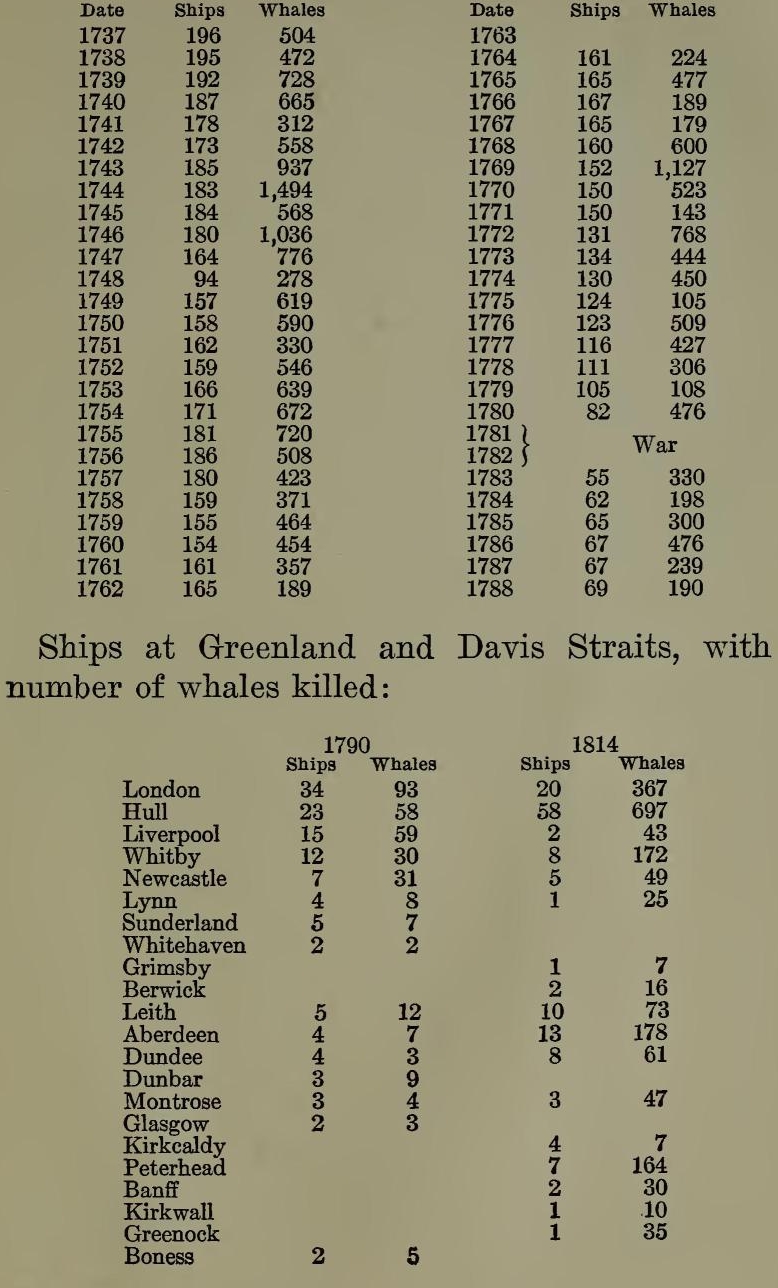 Date Ships Whales Date Ships Whales
1737 196 504 1763
1738 195 472 1764 161 224
1739 192 728 1765 165 477
1740 187 665 1766 167 189
1741 178 312 1767 165 179
1742 173 558 1768 160 600
1743 185 937 1769 152 1,127
1744 183 1,494 1770 150 523
1745 184 568 1771 150 143
1746 180 1,036 1772 131 768
1747 164 776 1773 134 444
1748 94 278 1774 130 450
1749 157 619 1775 124 105
1750 158 590 1776 123 509
1751 162 330 1777 116 427
1752 159 546 1778 111 306
1753 166 639 1779 105 108
1754 171 672 1780 82 476
1755 181 720 1781 } War
1756 186 508 1782
1757 180 423 1783 55 330
1758 159 371 1784 62 198
1759 155 464 1785 65 300
1760 154 454 1786 67 476
1761 161 357 1787 67 239
1762 165 189 1788 69 190
Ships at Greenland and Davis Straits, with
number of whales killed:
1790 1814
Ships Whales Ships Whales
London 34 93 20 367
Hull 23 58 58 697
Liverpool 15 59 2 43
Whitby 12 30 8 172
Newcastle 7 31 5 49
Lynn 4 8 1 25
Sunderland 5 7
Whitehaven 2 2
Grimsby 1 7
Berwick 2 16
Leith 5 12 10 73
Aberdeen 4 7 13 178
Dundee 4 3 8 61
Dunbar 3 9
Montrose 3 4 3 47
Glasgow 2 3
Kirkcaldy 4 7
Peterhead 7 164
Banff 2 30
Kirkwall 1 10
Greenock 1 35
Boness 2 5